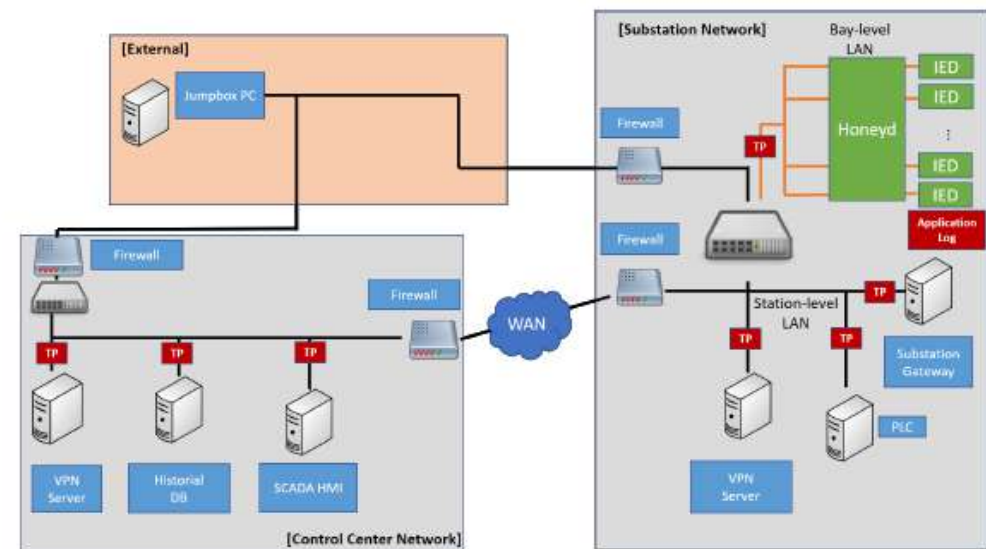 [External]
Jumpbox PC
[Substation Network]
Bay-level
LAN
Firewall
TP
Honeyd
IED
IED
⋮
IED
IED
Application
Log
Firewall
Firewall
Firewall
WAN
Station-level
LAN
TP
TP
TP
TP
TP
TP
Substation
Gateway
PLC
VPN
Server
Historial
DB
SCADA HMI
VPN
Server
[Control Center Network]